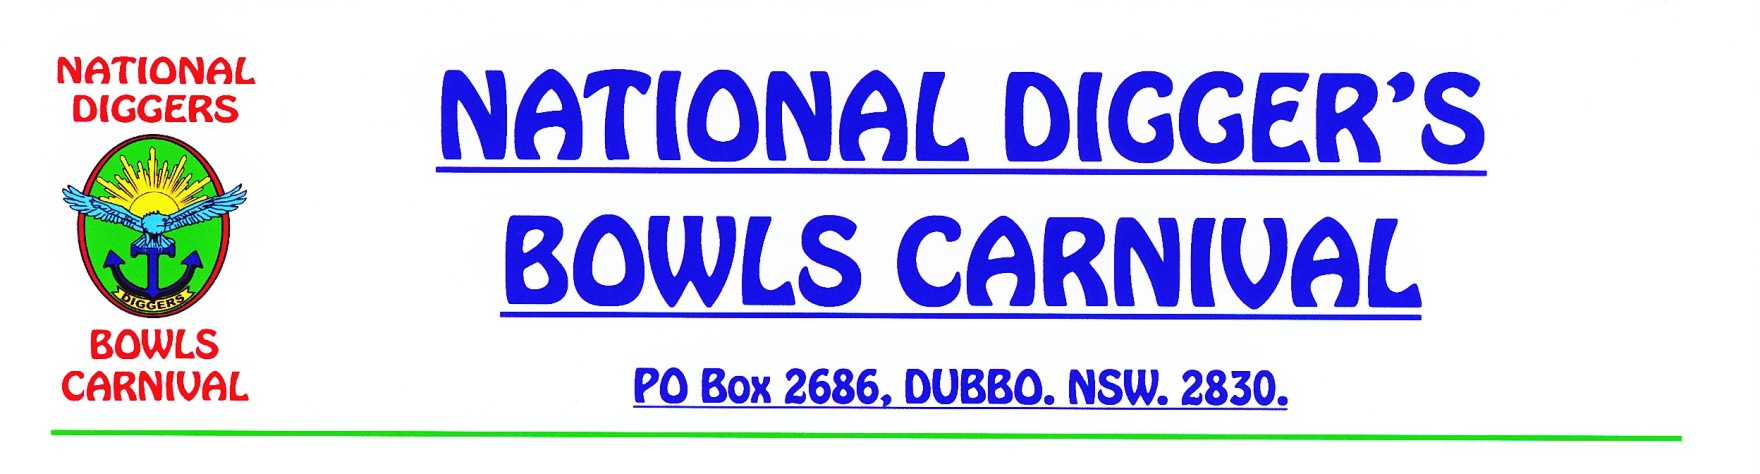 NATIONAL
DIGGERS
DIGGERS
BOWLS
CARNIVAL
NATIONAL DIGGER'S
BOWLS CARNIVAL
PO Box 2686, DUBBO. NSW. 2830.